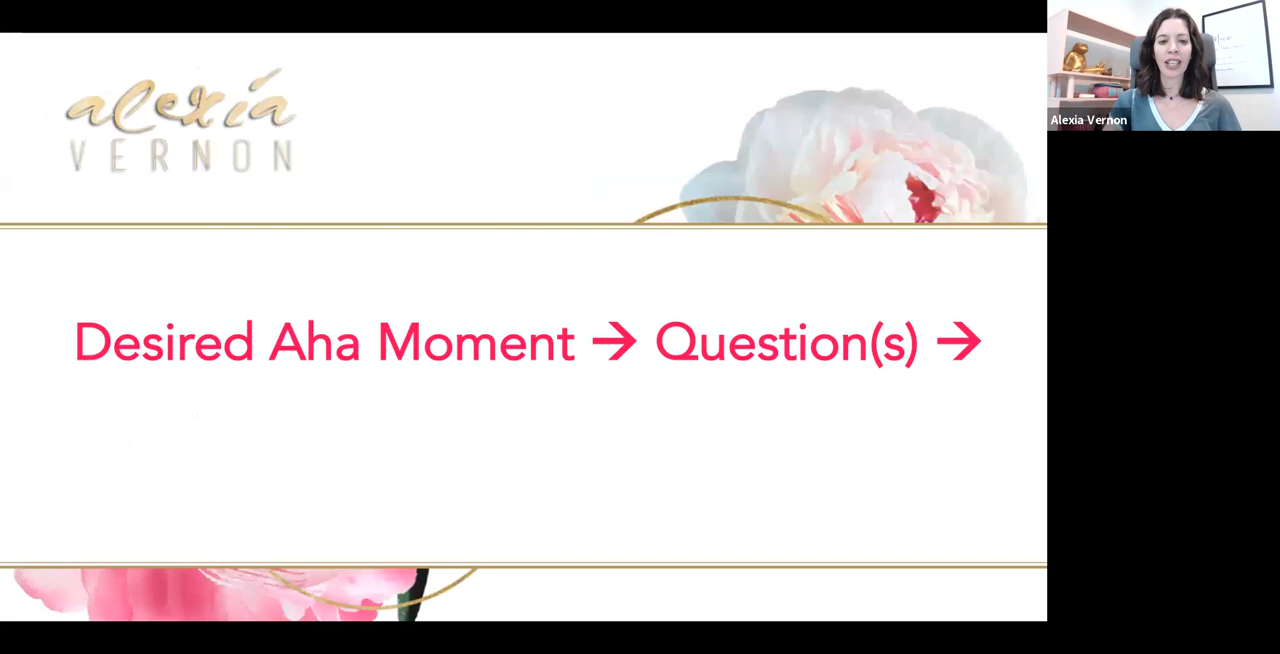 alexia
VERNON
Alexia Vernon
Desired Aha Moment → Question(s) →